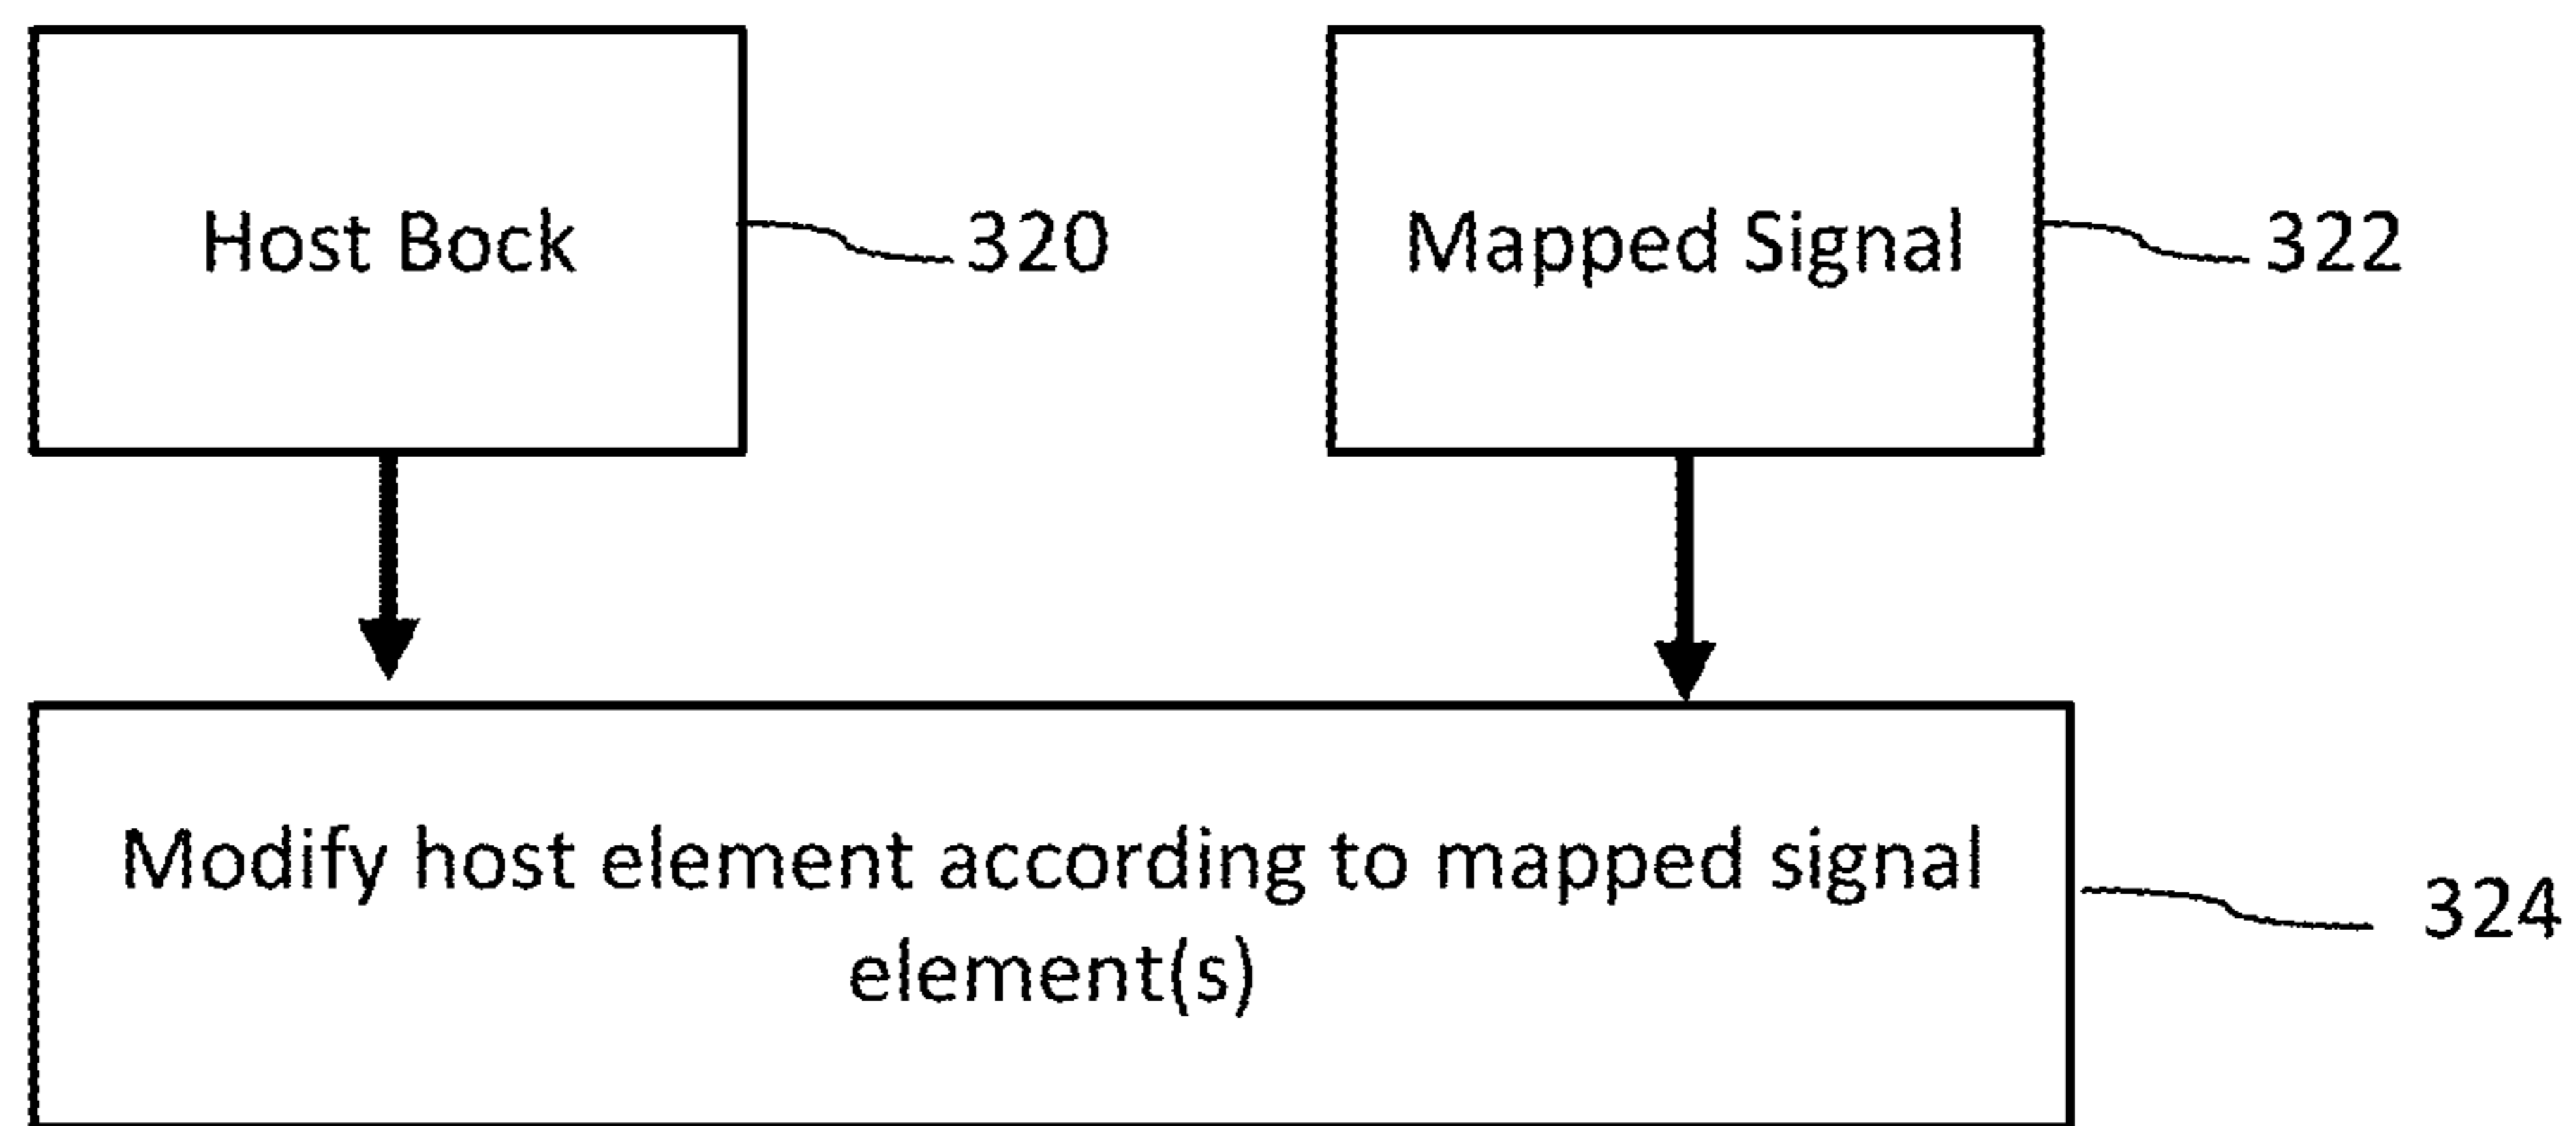 Host Bock
320
Mapped Signal
322
Modify host element according to mapped signal
element(s)
324